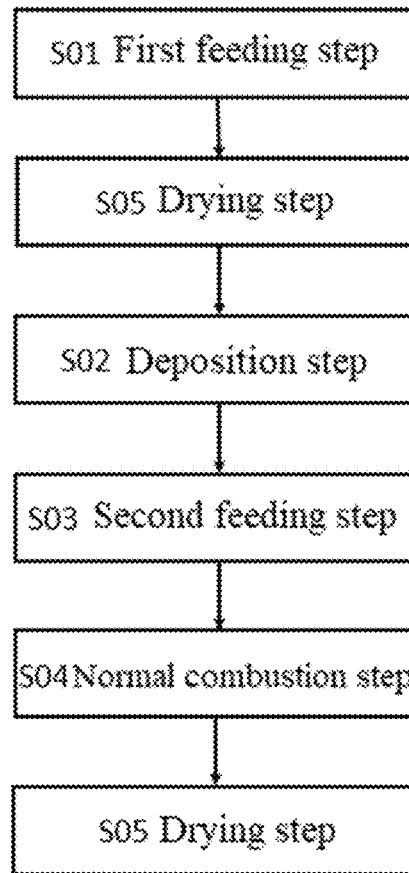 S01 First feeding step
S05 Drying step
S02 Deposition step
S03 Second feeding step
S04 Normal combustion step
S05 Drying step